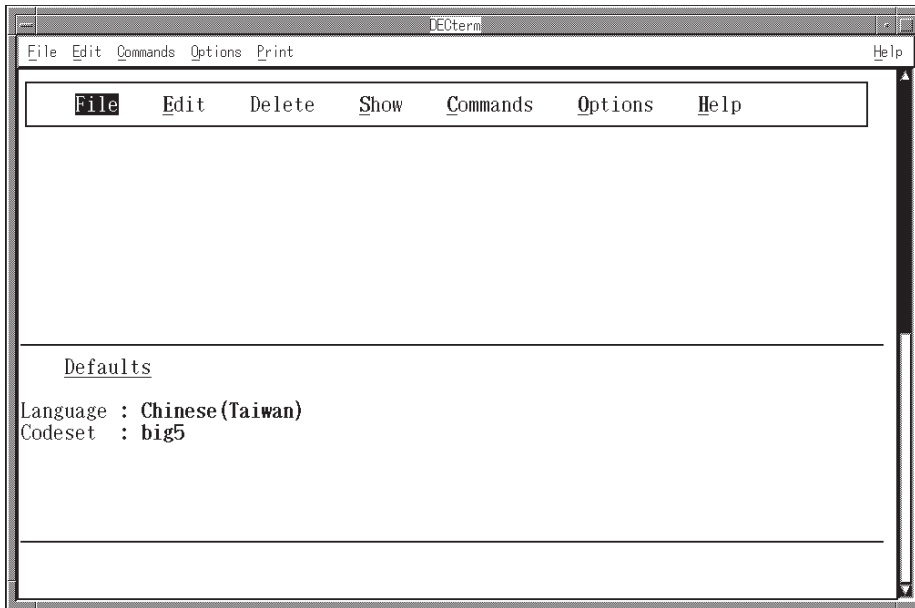 DECterm
File Edit Commands Options Print Help
File Edit Delete Show Commands Options Help
Defaults
Language : Chinese(Taiwan)
Codeset : big5